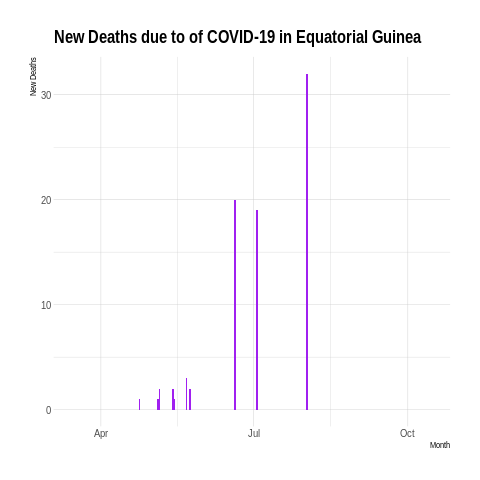 New Deaths due to of COVID-19 in Equatorial Guinea
New Deaths
30
20
10
0
Apr Jul Oct
Month